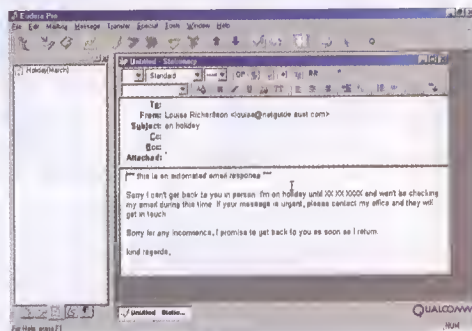 Eudora Pro
File Edit Mailbox Message Transfer Special Tools Window Help
Holiday(March)
Untitled - Stationery
Standard QP
To:
From: Louise Richardson <louise@netguide.aust.com>
Subject: on holiday
Cc:
Bcc:
Attached:
*** this is an automated email response ***
Sorry I can't get back to you in person. I'm on holiday until XX XX XXXX and won't be checking
my email during this time. If your message is urgent, please contact my office and they will
get in touch
Sorry for any inconvience, I promise to get back to you as soon as I return.
kind regards,
Untitled - Statio...
QUALCOMM
For Help, press F1
NUM